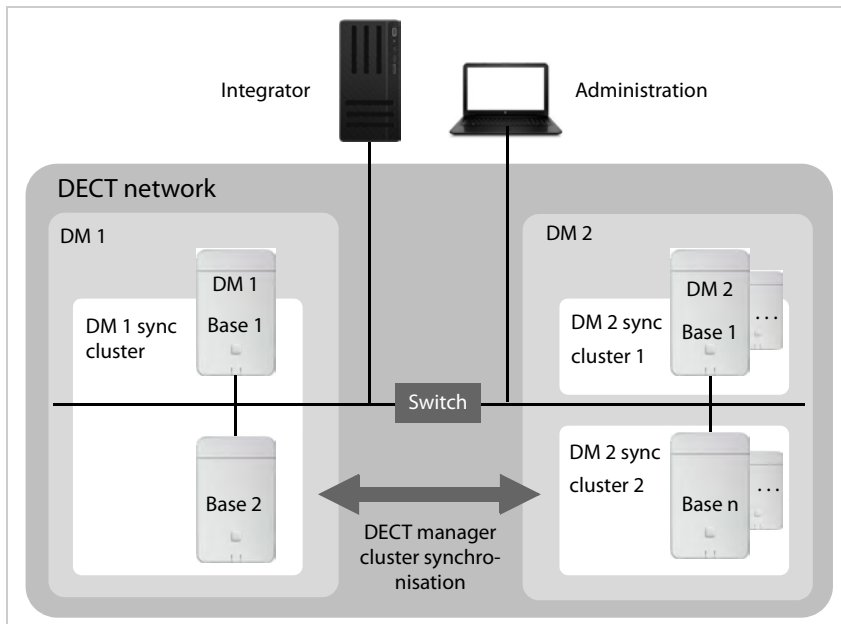 Integrator
Administration
DECT network
DM 1
DM 1
Base 1
DM 1 sync
cluster
Base 2
DM 2
DM 2
Base 1
...
DM 2 sync
cluster 1
Switch
DM 2 sync
cluster 2
Base n
...
DECT manager
cluster synchro-
nisation